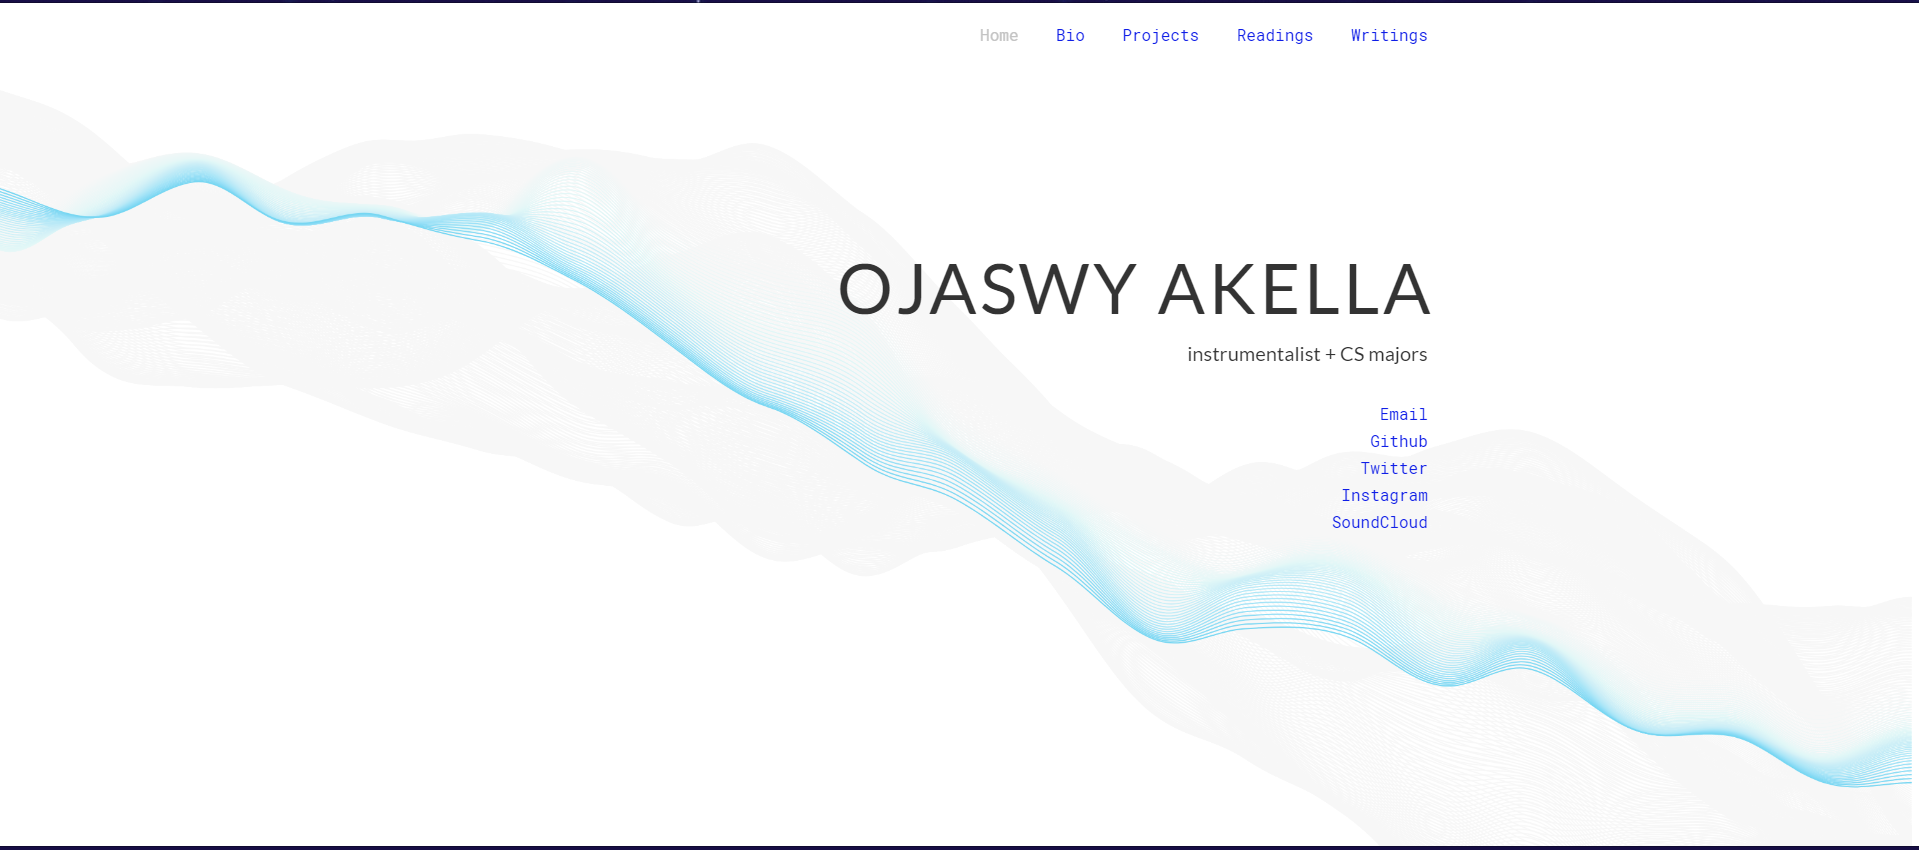 Home Bio Projects Readings Writings
OJASWY AKELLA
instrumentalist + CS majors
Email
Github
Twitter
Instagram
SoundCloud